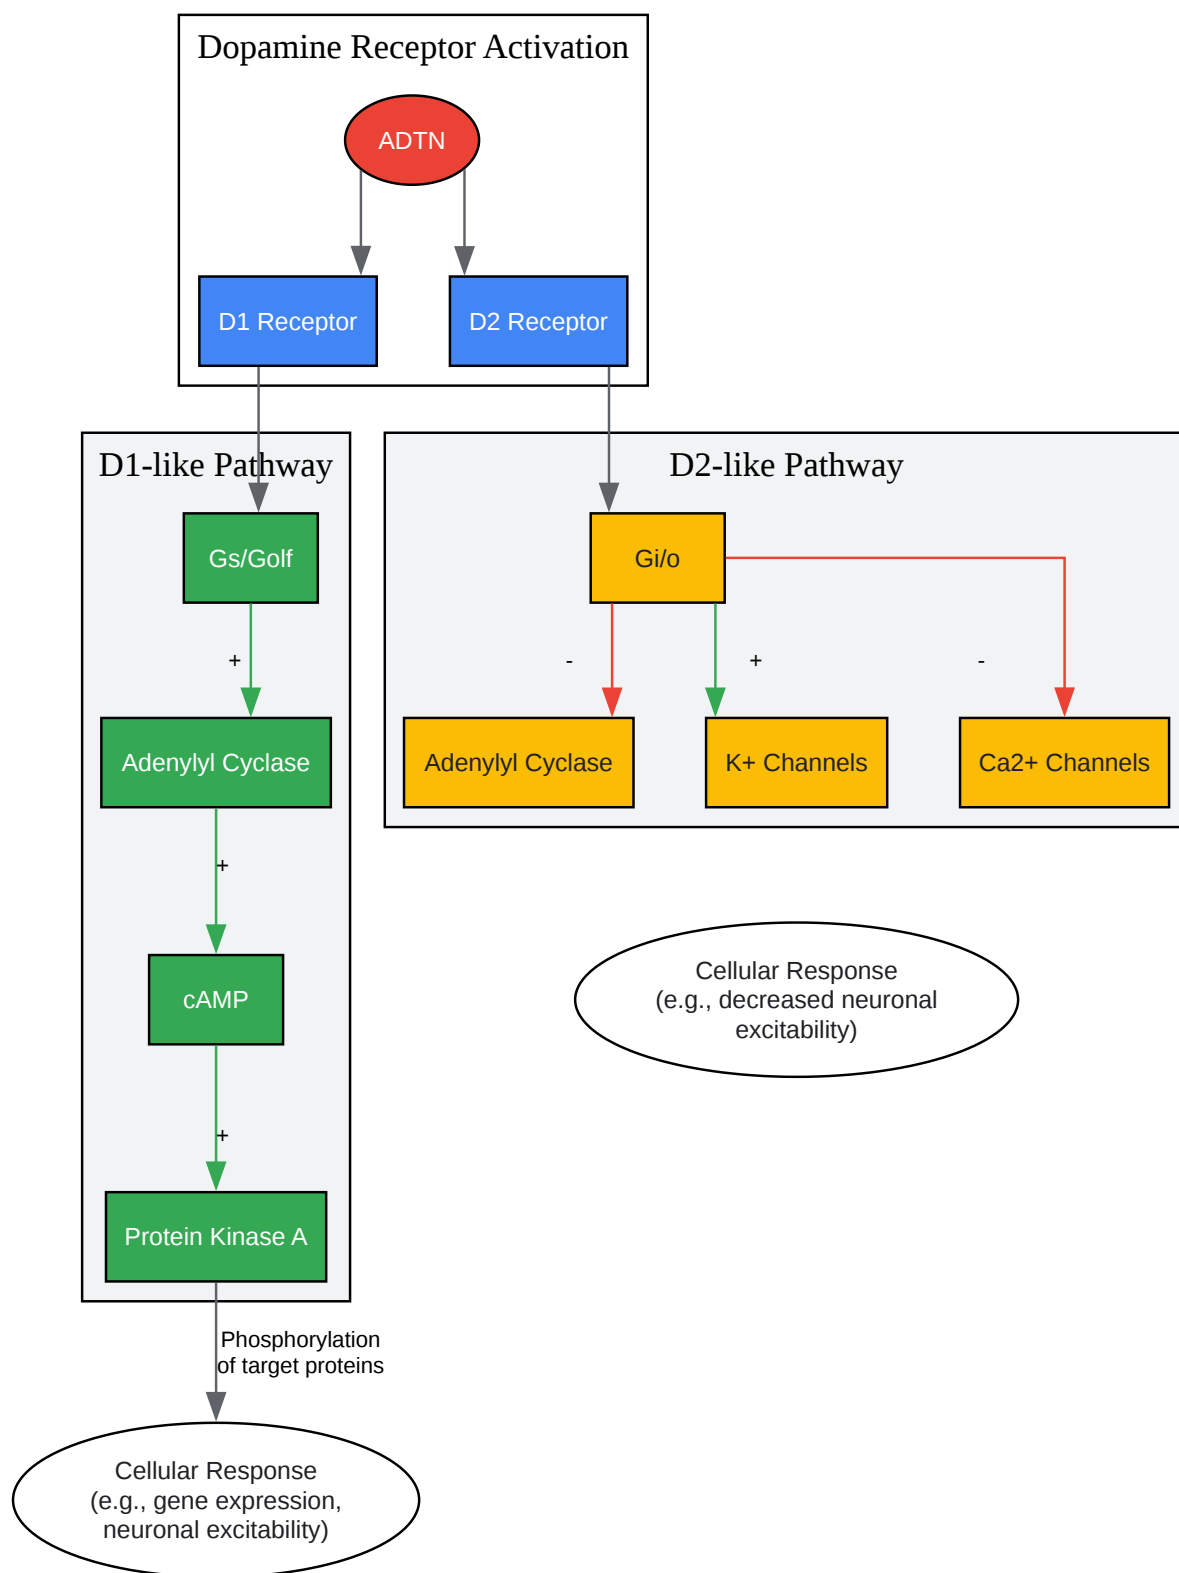 Dopamine Receptor Activation
ADTN
D1 Receptor
D2 Receptor
D1-like Pathway
D2-like Pathway
Gs/Golf
Gi/o
+
-
+
-
Adenylyl Cyclase
Adenylyl Cyclase
K+ Channels
Ca2+ Channels
+
cAMP
Cellular Response
(e.g., decreased neuronal
excitability)
+
Protein Kinase A
Phosphorylation
of target proteins
Cellular Response
(e.g., gene expression,
neuronal excitability)